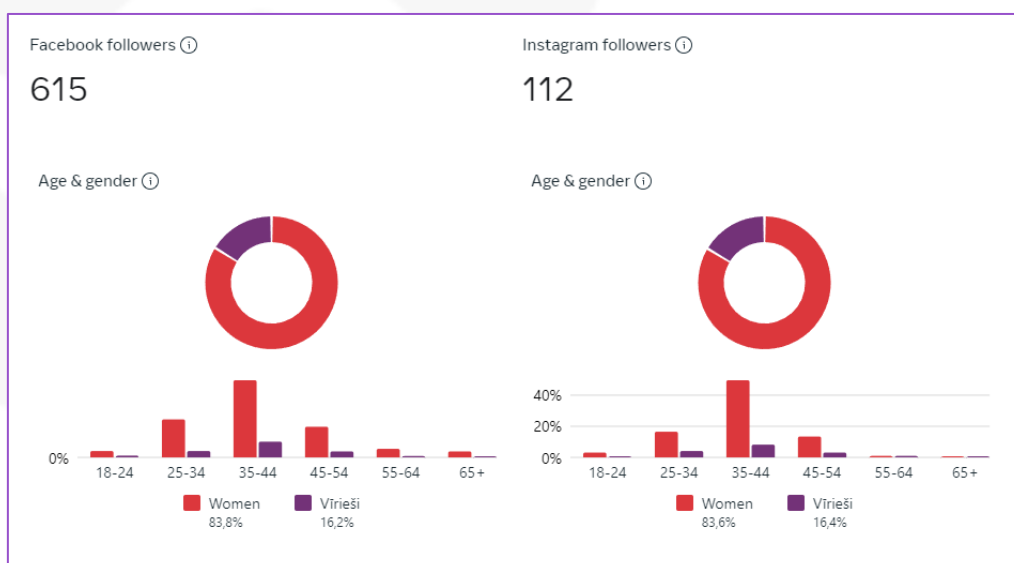 Facebook followers
615
Age & gender
0%
18-24 25-34 35-44 45-54 55-64 65+
Women Vīrieši
83,8% 16,2%
Instagram followers
112
Age & gender
40%
20%
0%
18-24 25-34 35-44 45-54 55-64 65+
Women Vīrieši
83,6% 16,4%